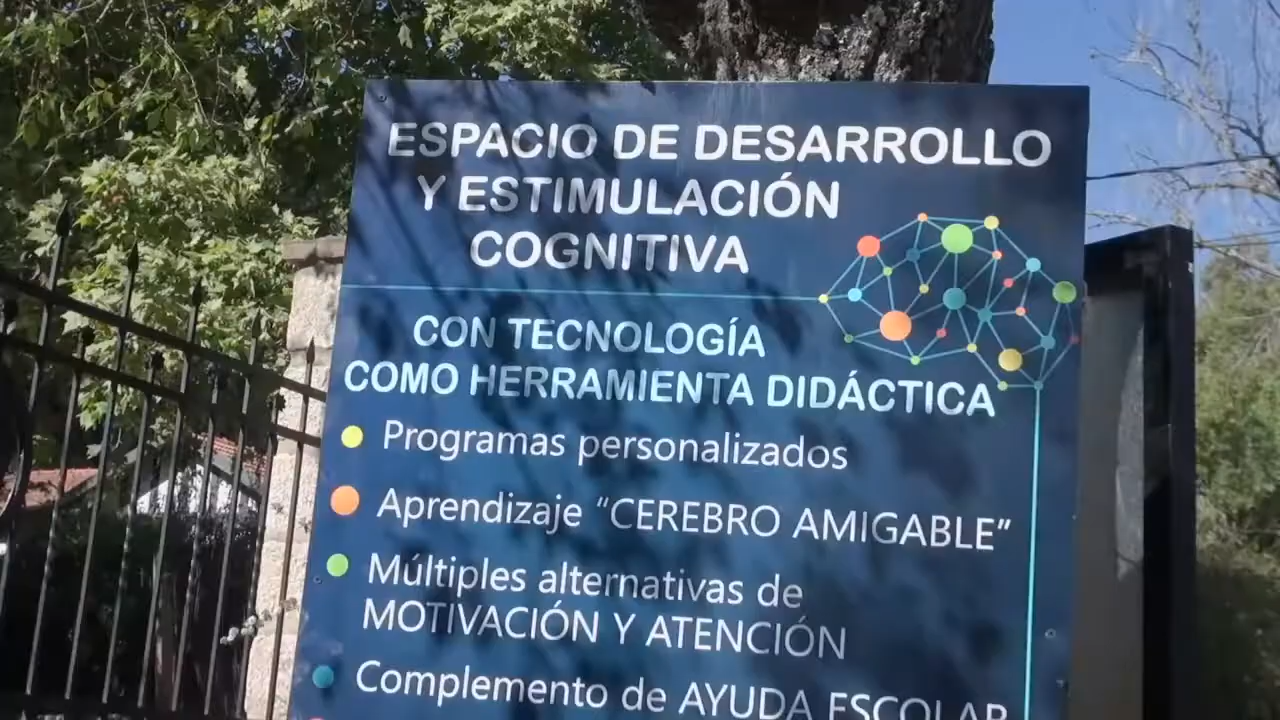 ESPACIO DE DESARROLLO
Y ESTIMULACIÓN
COGNITIVA
CON TECNOLOGÍA
COMO HERRAMIENTA DIDÁCTICA
Programas personalizados
Aprendizaje “CEREBRO AMIGABLE”
Múltiples alternativas de
MOTIVACIÓN Y ATENCIÓN
Complemento de AYUDA ESCOLAR